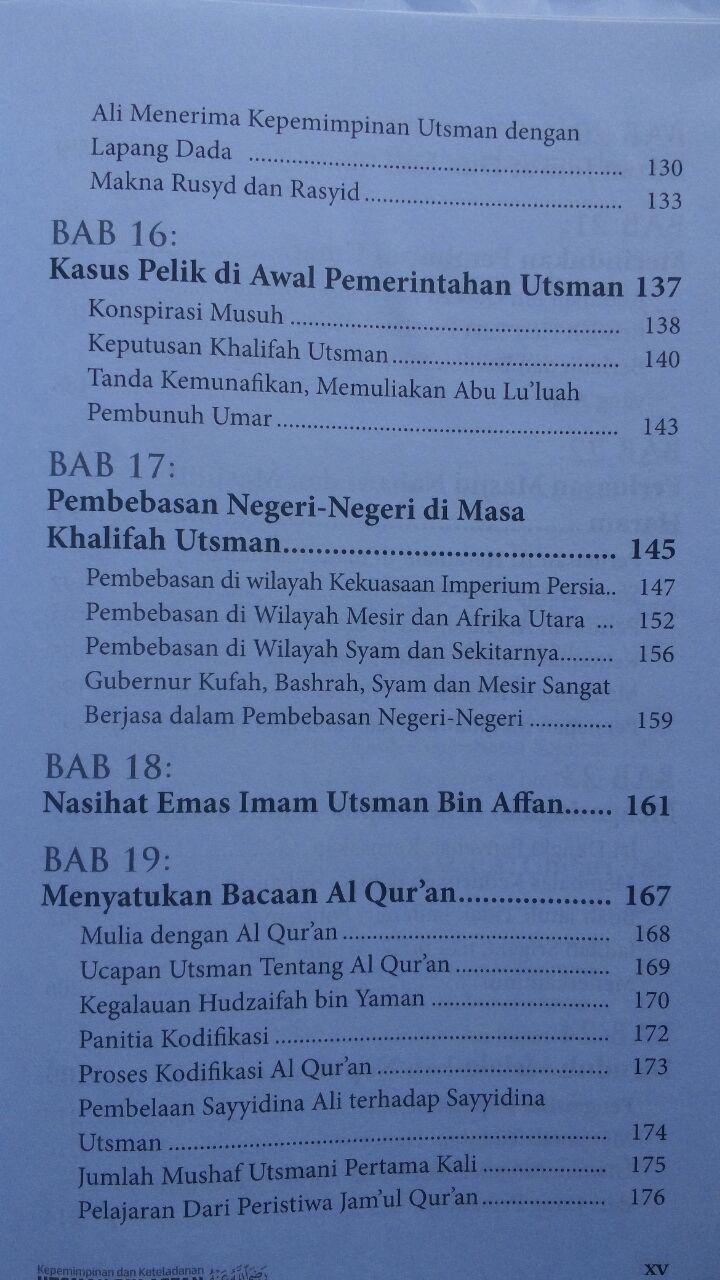 Ali Menerima Kepemimpinan Utsman dengan
Lapang Dada ........................................................ 130
Makna Rusyd dan Rasyid ....................................... 133
BAB 16:
Kasus Pelik di Awal Pemerintahan Utsman 137
Konspirasi Musuh .................................................. 138
Keputusan Khalifah Utsman ................................... 140
Tanda Kemunafikan, Memuliakan Abu Lu'luah
Pembunuh Umar .................................................... 143
BAB 17:
Pembebasan Negeri-Negeri di Masa
Khalifah Utsman......................................... 145
Pembebasan di wilayah Kekuasaan Imperium Persia.. 147
Pembebasan di Wilayah Mesir dan Afrika Utara ... 152
Pembebasan di Wilayah Syam dan Sekitarnya......... 156
Gubernur Kufah, Bashrah, Syam dan Mesir Sangat
Berjasa dalam Pembebasan Negeri-Negeri .............. 159
BAB 18:
Nasihat Emas Imam Utsman Bin Affan...... 161
BAB 19:
Menyatukan Bacaan Al Qur'an................... 167
Mulia dengan Al Qur'an ......................................... 168
Ucapan Utsman Tentang Al Qur'an ....................... 169
Kegalauan Hudzaifah bin Yaman ........................... 170
Panitia Kodifikasi ................................................... 172
Proses Kodifikasi Al Qur'an ................................... 173
Pembelaan Sayyidina Ali terhadap Sayyidina
Utsman ................................................................... 174
Jumlah Mushaf Utsmani Pertama Kali ................... 175
Pelajaran Dari Peristiwa Jam'ul Qur'an................... 176
Kepemimpinan dan Keteladanan
xv